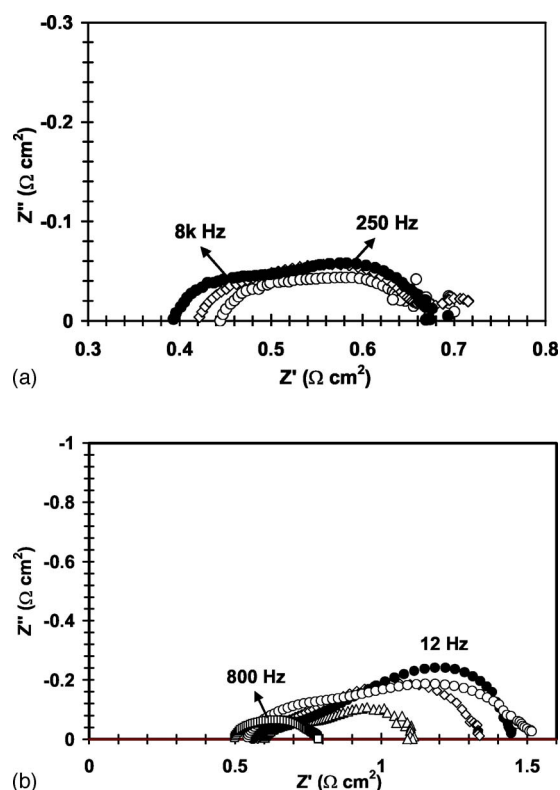 -0.3
-0.2
-0.1
0
Z'' (Ω cm²)
8k Hz
250 Hz
0.3 0.4 0.5 0.6 0.7 0.8
Z' (Ω cm²)
(a)
-1
-0.8
-0.6
-0.4
-0.2
0
Z'' (Ω cm²)
800 Hz
12 Hz
0 0.5 1 1.5
Z' (Ω cm²)
(b)